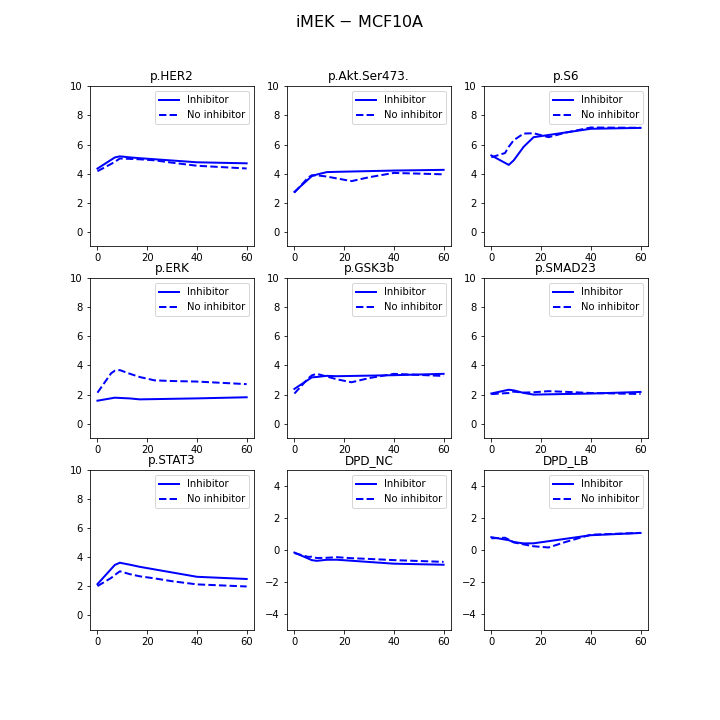 iMEK − MCF10A
p.HER2 p.Akt.Ser473. p.S6
10 10 10
Inhibitor Inhibitor Inhibitor
No inhibitor No inhibitor No inhibitor
8 8 8
6 6 6
4 4 4
2 2 2
0 0 0
0 20 40 60 0 20 40 60 0 20 40 60
p.ERK p.GSK3b p.SMAD23
10 10 10
Inhibitor Inhibitor Inhibitor
No inhibitor No inhibitor No inhibitor
8 8 8
6 6 6
4 4 4
2 2 2
0 0 0
0 20 40 60 0 20 40 60 0 20 40 60
p.STAT3 DPD_NC DPD_LB
10
Inhibitor Inhibitor Inhibitor
4 4
No inhibitor No inhibitor No inhibitor
8
2 2
6
0 0
4
−2 −2
2
−4 −4
0
0 20 40 60 0 20 40 60 0 20 40 60